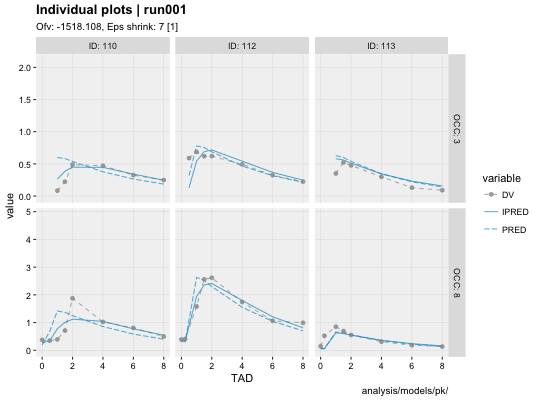 Individual plots | run001
Ofv: -1518.108, Eps shrink: 7 [1]
ID: 110 ID: 112 ID: 113
2.0
1.5
1.0
0.5
0.0
OCC: 3
5
4
3
2
1
0
OCC: 8
value
0 2 4 6 8 0 2 4 6 8 0 2 4 6 8
TAD
variable
DV
IPRED
PRED
analysis/models/pk/